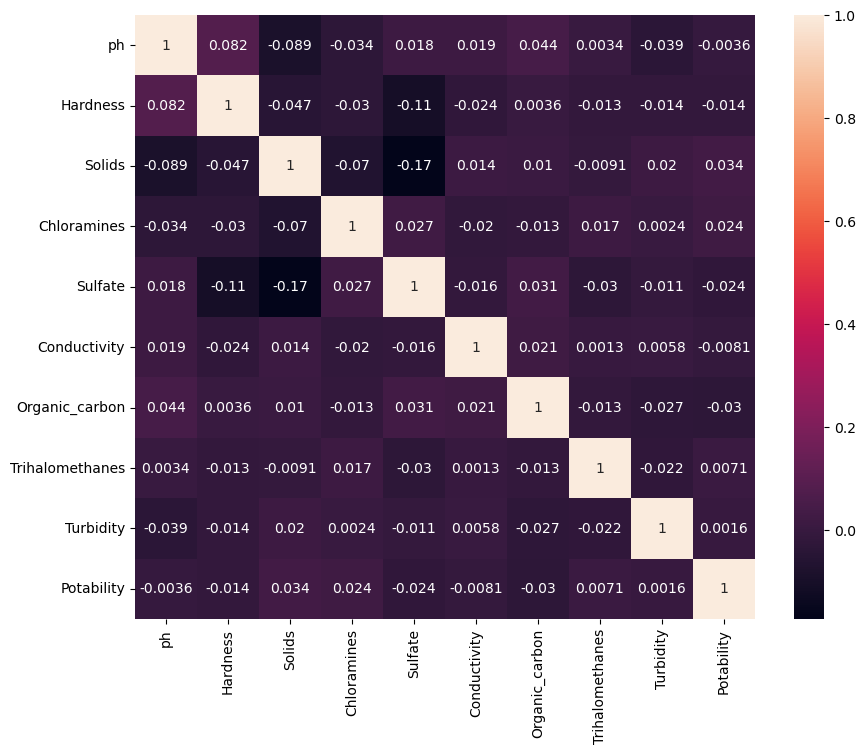 ph 1 0.082 -0.089 -0.034 0.018 0.019 0.044 0.0034 -0.039 -0.0036
Hardness 0.082 1 -0.047 -0.03 -0.11 -0.024 0.0036 -0.013 -0.014 -0.014
Solids -0.089 -0.047 1 -0.07 -0.17 0.014 0.01 -0.0091 0.02 0.034
Chloramines -0.034 -0.03 -0.07 1 0.027 -0.02 -0.013 0.017 0.0024 0.024
Sulfate 0.018 -0.11 -0.17 0.027 1 -0.016 0.031 -0.03 -0.011 -0.024
Conductivity 0.019 -0.024 0.014 -0.02 -0.016 1 0.021 0.0013 0.0058 -0.0081
Organic_carbon 0.044 0.0036 0.01 -0.013 0.031 0.021 1 -0.013 -0.027 -0.03
Trihalomethanes 0.0034 -0.013 -0.0091 0.017 -0.03 0.0013 -0.013 1 -0.022 0.0071
Turbidity -0.039 -0.014 0.02 0.0024 -0.011 0.0058 -0.027 -0.022 1 0.0016
Potability -0.0036 -0.014 0.034 0.024 -0.024 -0.0081 -0.03 0.0071 0.0016 1
ph
Hardness
Solids
Chloramines
Sulfate
Conductivity
Organic_carbon
Trihalomethanes
Turbidity
Potability
1.0
0.8
0.6
0.4
0.2
0.0